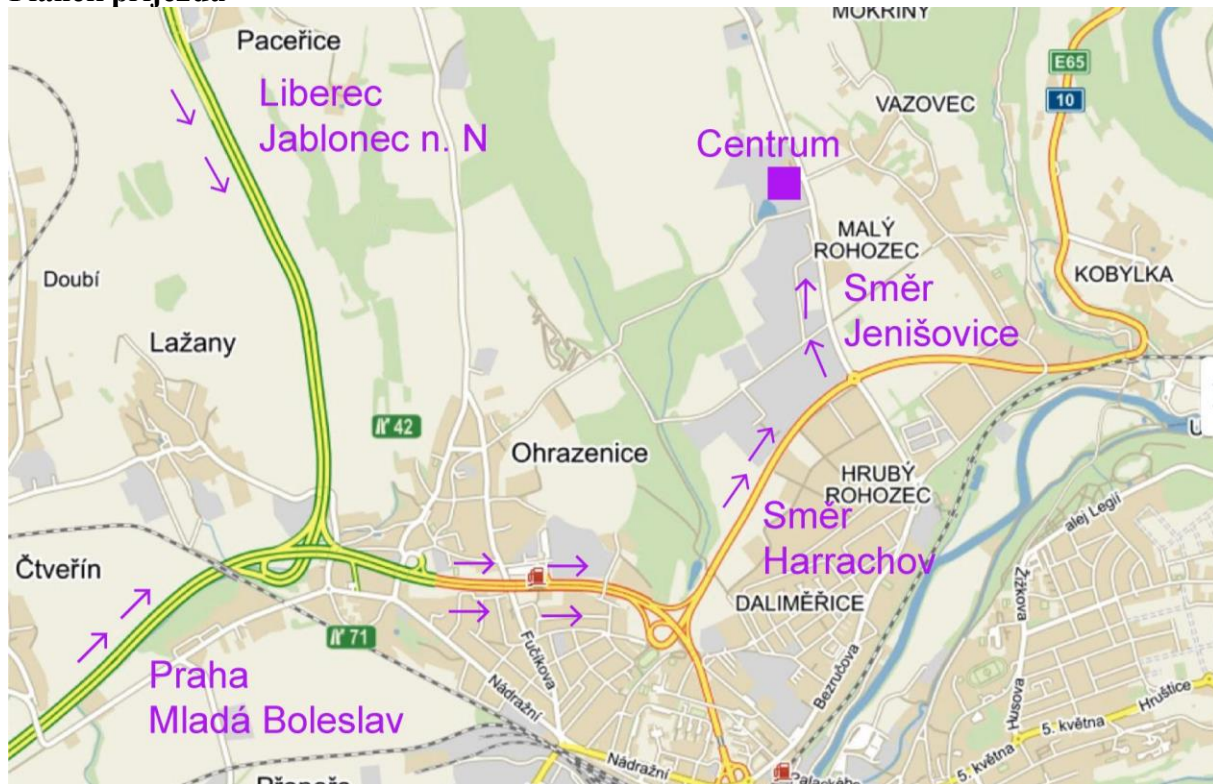 Plánek příjezdu
MOKŘINY
Paceřice
E65
10
Liberec
Jablonec n. N
VAZOVEC
Centrum
MALÝ
ROHOZEC
KOBYLKA
Doubí
Směr
Jenišovice
Lažany
42
Ohrazenice
HRUBÝ
ROHOZEC
alej Legií
Směr
Harrachov
Čtveřín
Žižkova
DALIMĚŘICE
71
Fučíkova
Bezručova
Praha
Mladá Boleslav
Nádražní
Husova
Hruštice
5. května
Nádražní
5. května
Palackého